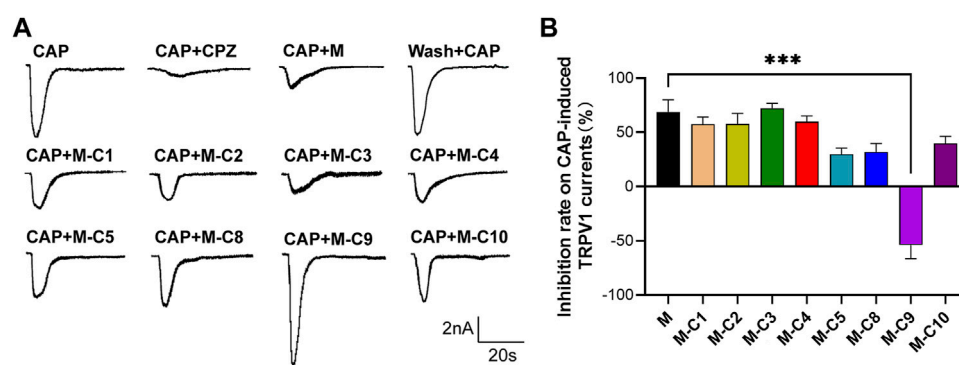 A
CAP
CAP+CPZ
CAP+M
Wash+CAP
CAP+M-C1
CAP+M-C2
CAP+M-C3
CAP+M-C4
CAP+M-C5
CAP+M-C8
CAP+M-C9
CAP+M-C10
2nA
20s
B
Inhibition rate on CAP-induced
TRPV1 currents(%)
100
50
0
-50
-100
***
M
M-C1
M-C2
M-C3
M-C4
M-C5
M-C8
M-C9
M-C10